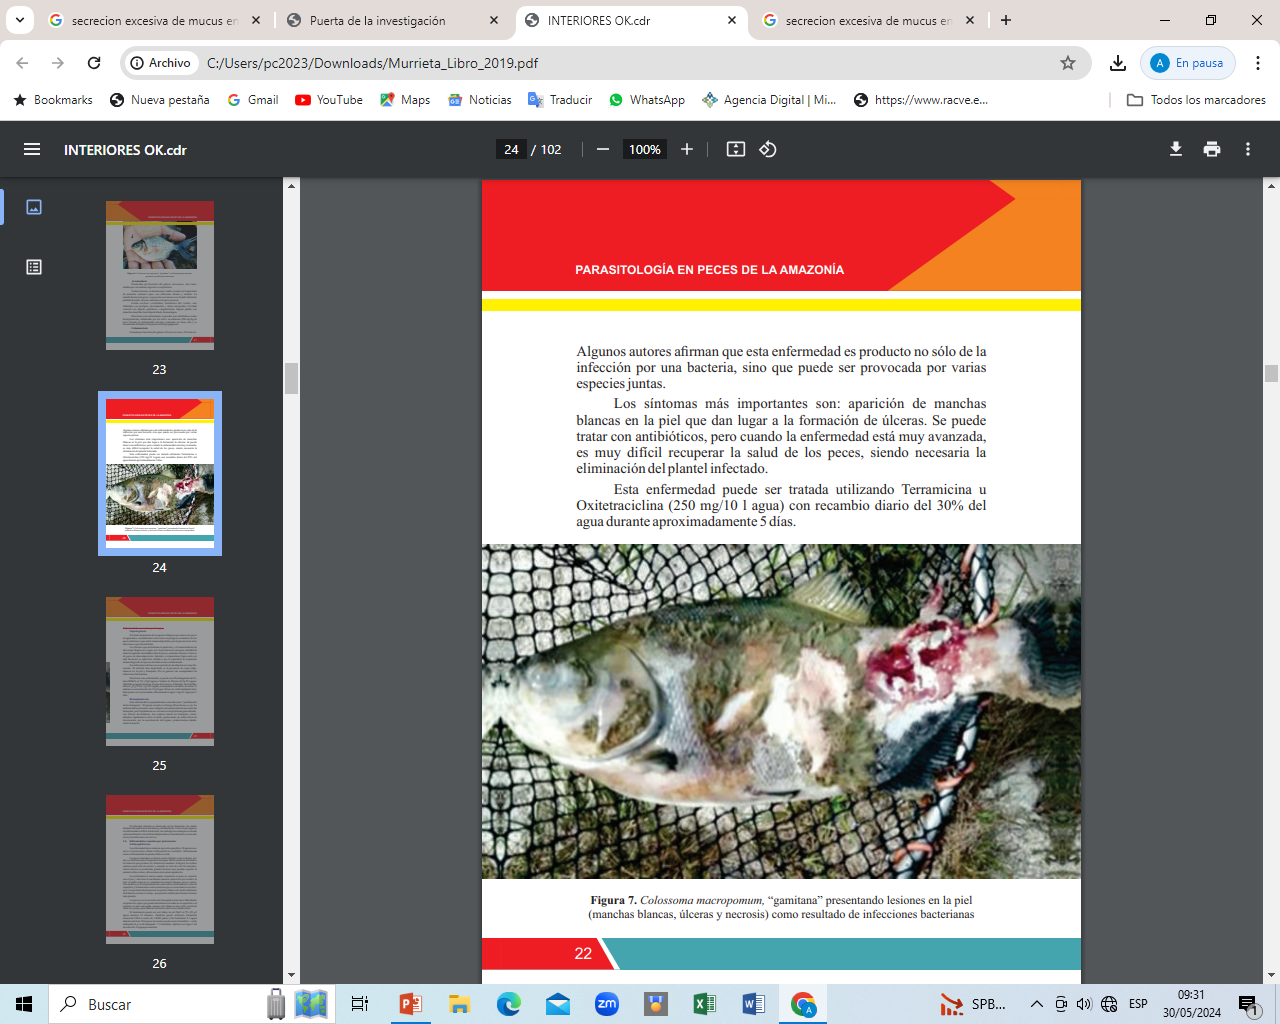 secrecion excesiva de mucus en
Puerta de la investigación
INTERIORES OK.cdr
secrecion excesiva de mucus en
Archivo
C:/Users/pc2023/Downloads/Murrieta_Libro_2019.pdf
A
En pausa
Bookmarks
Nueva pestaña
Gmail
YouTube
Maps
Noticias
Traducir
WhatsApp
Agencia Digital | Mi...
https://www.racve.e...
Todos los marcadores
INTERIORES OK.cdr
24 / 102
100%
23
24
25
26
PARASITOLOGÍA EN PECES DE LA AMAZONÍA
Algunos autores afirman que esta enfermedad es producto no sólo de la
infección por una bacteria, sino que puede ser provocada por varias
especies juntas.
Los síntomas más importantes son: aparición de manchas
blancas en la piel que dan lugar a la formación de úlceras. Se puede
tratar con antibióticos, pero cuando la enfermedad está muy avanzada,
es muy difícil recuperar la salud de los peces, siendo necesaria la
eliminación del plantel infectado.
Esta enfermedad puede ser tratada utilizando Terramicina u
Oxitetraciclina (250 mg/10 l agua) con recambio diario del 30% del
agua durante aproximadamente 5 días.
Figura 7. Colossoma macropomum, “gamitana” presentando lesiones en la piel
(manchas blancas, úlceras y necrosis) como resultado de infecciones bacterianas
22
Buscar
zm
SPB...
ESP
09:31
30/05/2024
1